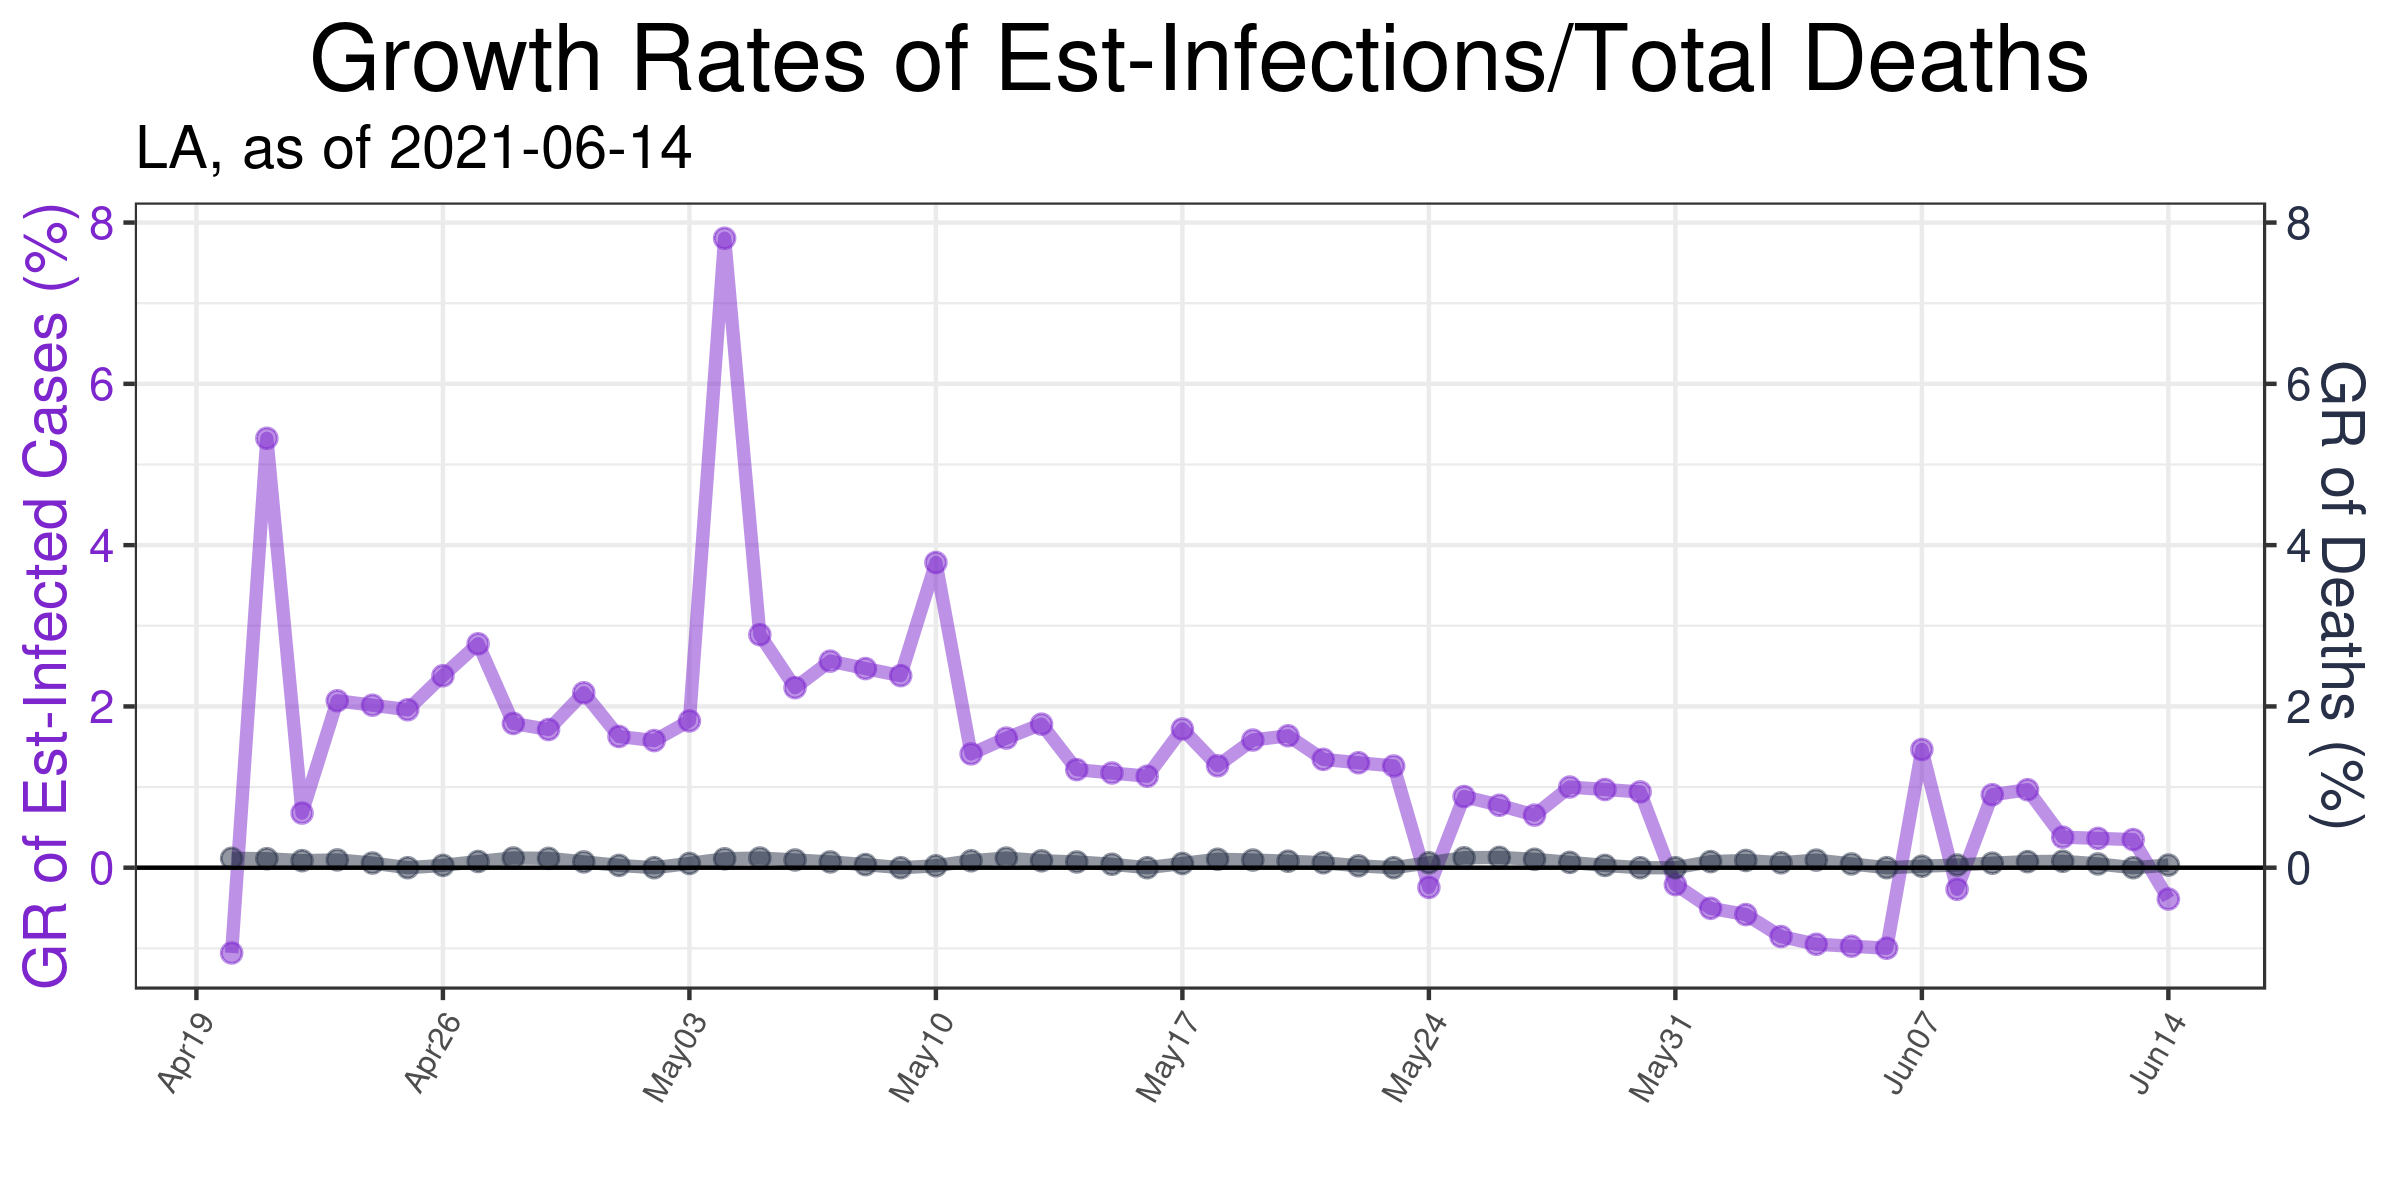 Growth Rates of Est-Infections/Total Deaths
LA, as of 2021-06-14
GR of Est-Infected Cases (%)
8
6
4
2
0
8
6
4
2
0
GR of Deaths (%)
Apr19
Apr26
May03
May10
May17
May24
May31
Jun07
Jun14